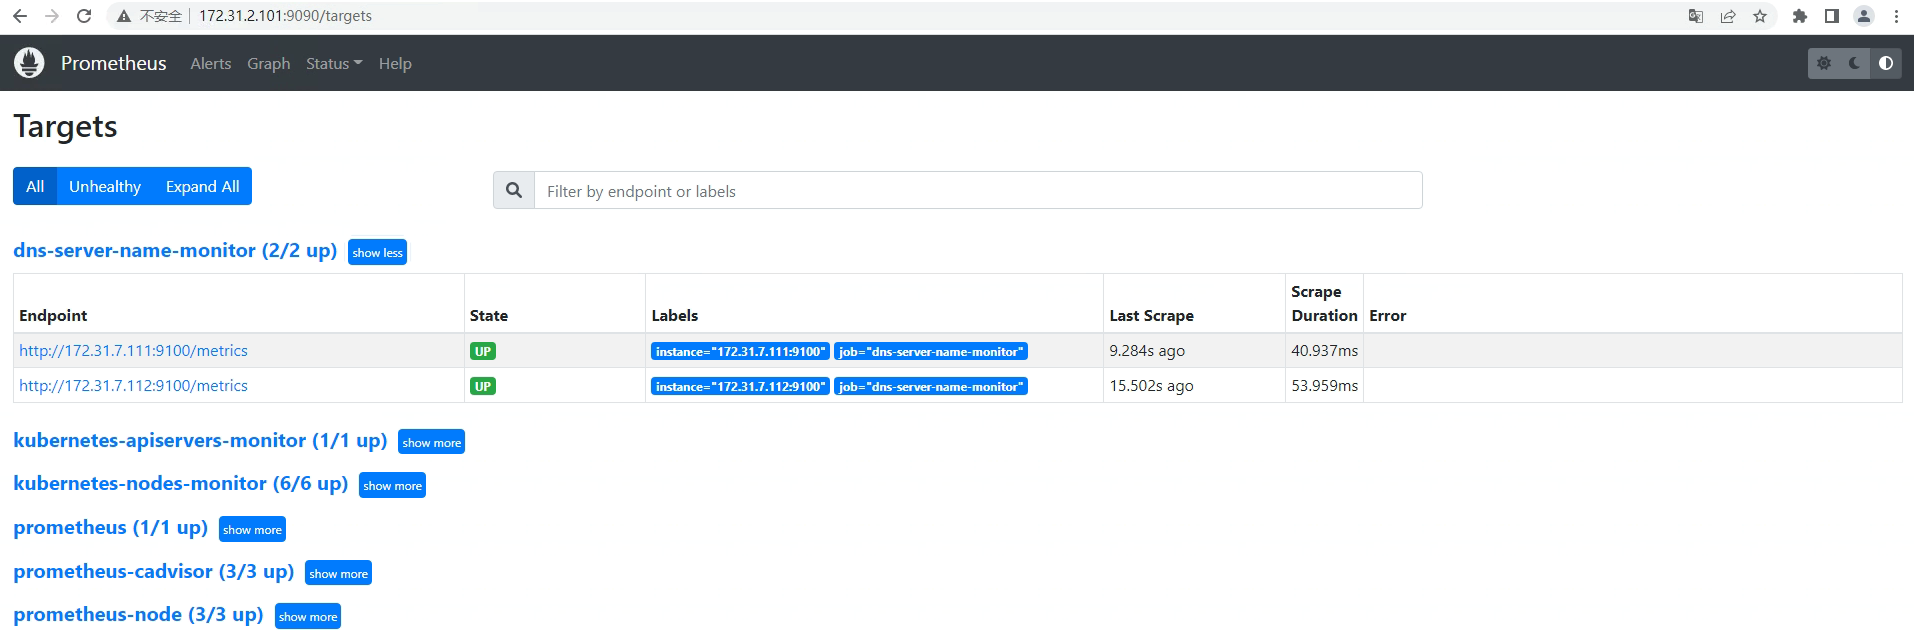 不安全 172.31.2.101:9090/targets
Prometheus Alerts Graph Status Help
Targets
All Unhealthy Expand All Filter by endpoint or labels
dns-server-name-monitor (2/2 up) show less
Endpoint State Labels Last Scrape Scrape Duration Error
http://172.31.7.111:9100/metrics UP instance="172.31.7.111:9100" job="dns-server-name-monitor" 9.284s ago 40.937ms
http://172.31.7.112:9100/metrics UP instance="172.31.7.112:9100" job="dns-server-name-monitor" 15.502s ago 53.959ms
kubernetes-apiservers-monitor (1/1 up) show more
kubernetes-nodes-monitor (6/6 up) show more
prometheus (1/1 up) show more
prometheus-cadvisor (3/3 up) show more
prometheus-node (3/3 up) show more